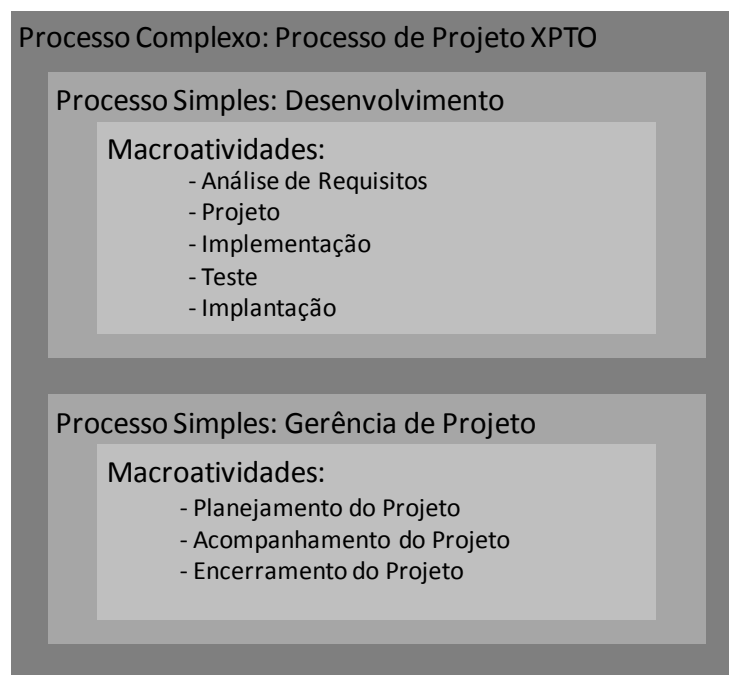 Processo Complexo: Processo de Projeto XPTO
Processo Simples: Desenvolvimento
Macroatividades:
- Análise de Requisitos
- Projeto
- Implementação
- Teste
- Implantação
Processo Simples: Gerência de Projeto
Macroatividades:
- Planejamento do Projeto
- Acompanhamento do Projeto
- Encerramento do Projeto